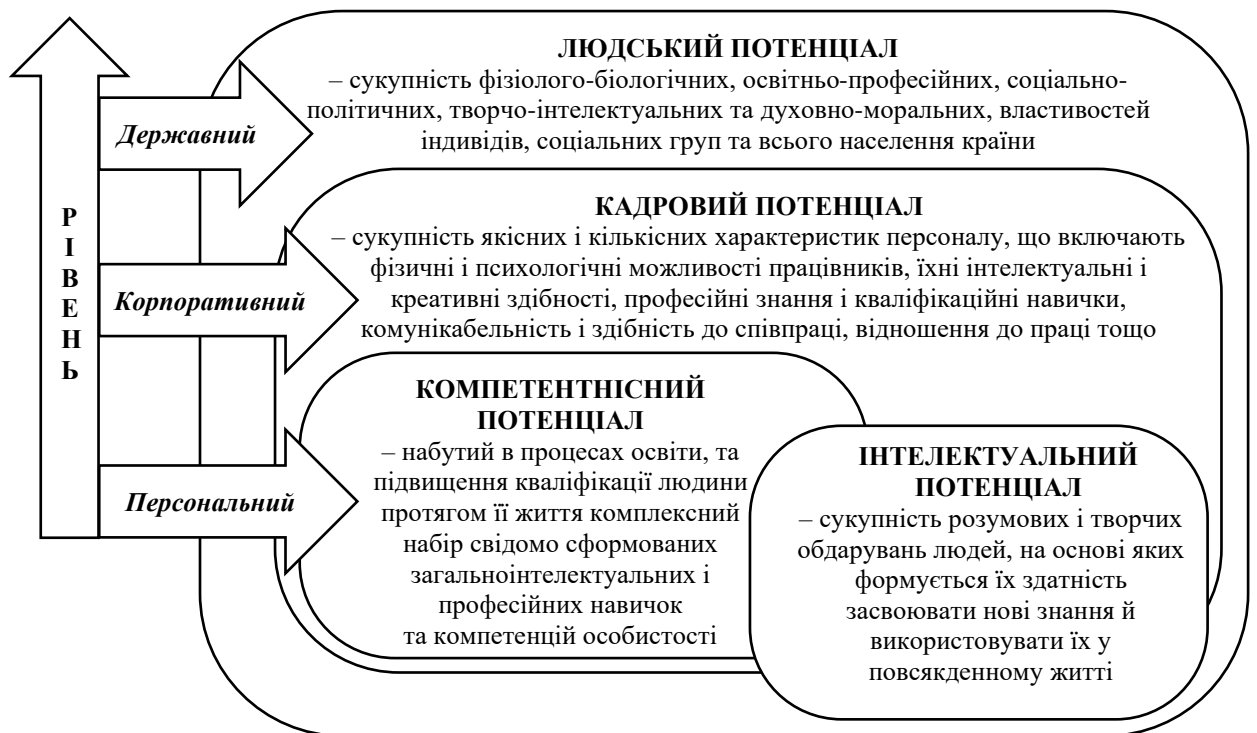 ЛЮДСЬКИЙ ПОТЕНЦІАЛ
– сукупність фізіолого-біологічних, освітньо-професійних, соціально-
політичних, творчо-інтелектуальних та духовно-моральних, властивостей
індивідів, соціальних груп та всього населення країни
Державний
РІВЕНЬ
КАДРОВИЙ ПОТЕНЦІАЛ
– сукупність якісних і кількісних характеристик персоналу, що включають
фізичні і психологічні можливості працівників, їхні інтелектуальні і
креативні здібності, професійні знання і кваліфікаційні навички,
комунікабельність і здібність до співпраці, відношення до праці тощо
Корпоративний
КОМПЕТЕНТНІСНИЙ
ПОТЕНЦІАЛ
– набутий в процесах освіти, та
підвищення кваліфікації людини
протягом її життя комплексний
набір свідомо сформованих
загальноінтелектуальних і
професійних навичок
та компетенцій особистості
Персональний
ІНТЕЛЕКТУАЛЬНИЙ
ПОТЕНЦІАЛ
– сукупність розумових і творчих
обдарувань людей, на основі яких
формується їх здатність
засвоювати нові знання й
використовувати їх у
повсякденному житті